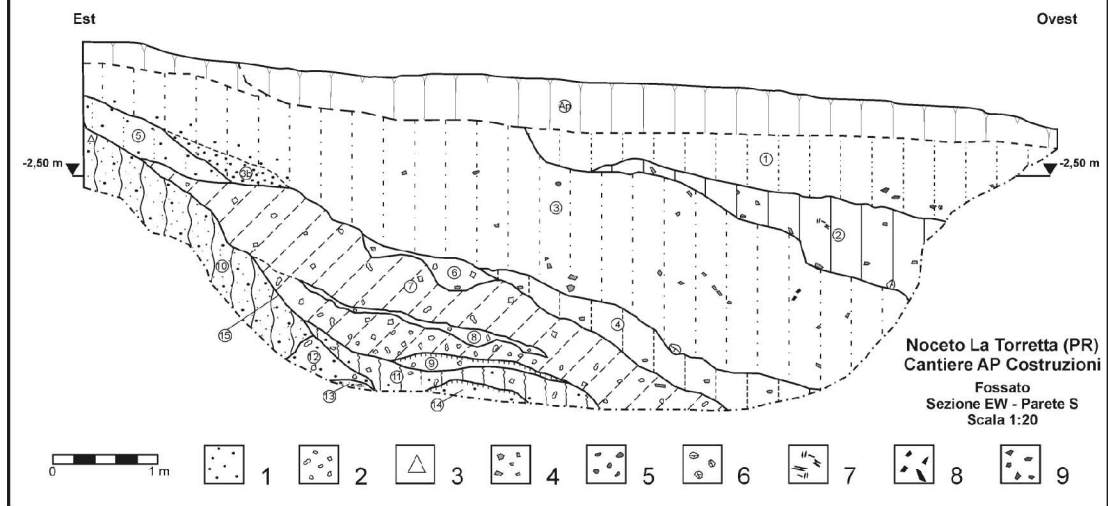 Est
Ovest
Ap
5
1
3b
-2,50 m
-2,50 m
3
2
10
7
6
15
8
4
12
9
11
13
14
Noceto La Torretta (PR)
Cantiere AP Costruzioni
Fossato
Sezione EW - Parete S
Scala 1:20
0 1 m
1 2 3 4 5 6 7 8 9